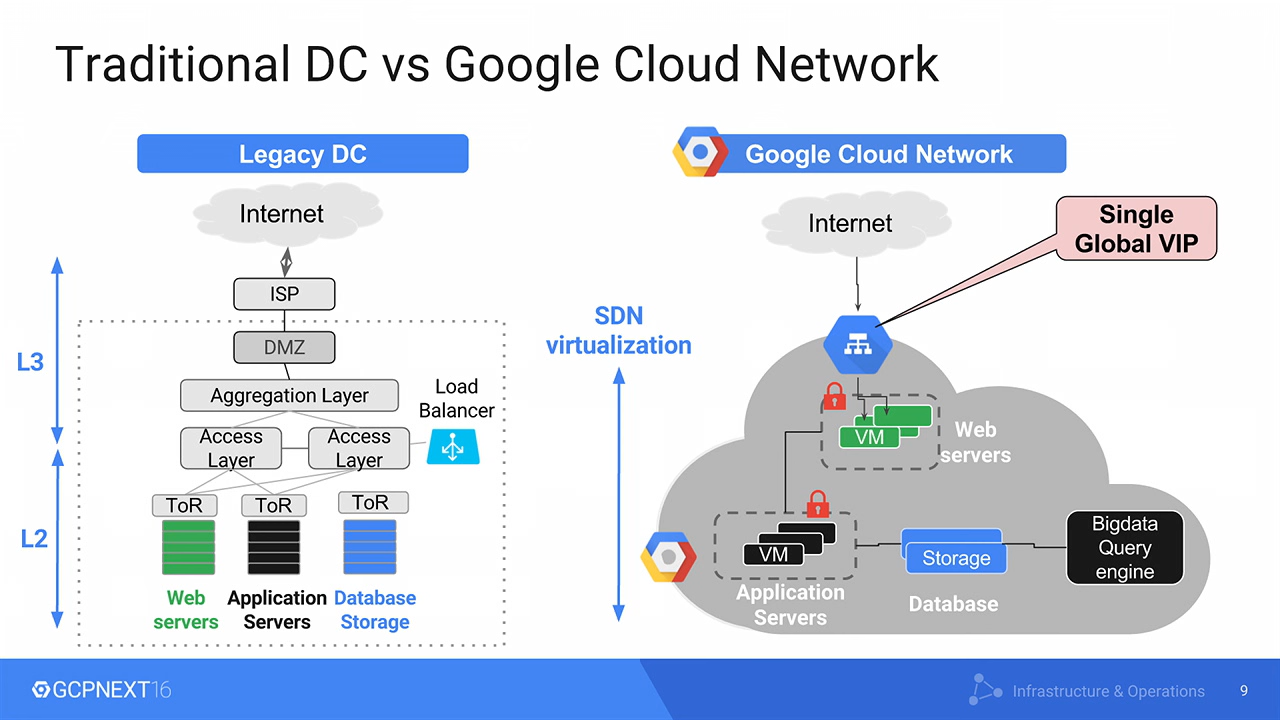 Traditional DC vs Google Cloud Network
Legacy DC
Internet
ISP
DMZ
Aggregation Layer
Load
Balancer
Access
Layer
Access
Layer
ToR
ToR
ToR
L3
L2
Web
servers
Application
Servers
Database
Storage
Google Cloud Network
Internet
Single
Global VIP
SDN
virtualization
VM
Web
servers
VM
Application
Servers
Storage
Database
Bigdata
Query
engine
GCPNEXT16
Infrastructure & Operations
9